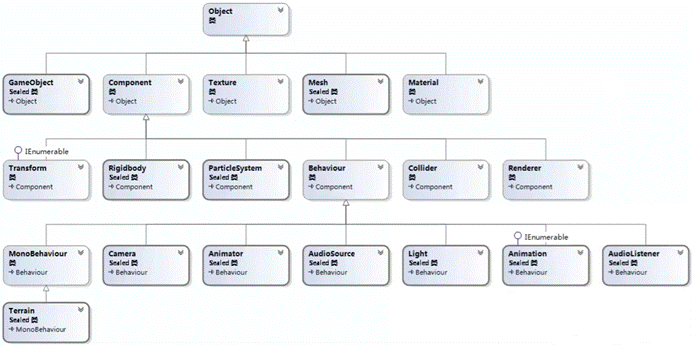 Object
GameObject
Sealed
Object
Component
Object
Texture
Object
Mesh
Sealed
Object
Material
Object
IEnumerable
Transform
Component
Rigidbody
Sealed
Component
ParticleSystem
Sealed
Component
Behaviour
Component
Collider
Component
Renderer
Component
IEnumerable
MonoBehaviour
Behaviour
Camera
Sealed
Behaviour
Animator
Sealed
Behaviour
AudioSource
Sealed
Behaviour
Light
Sealed
Behaviour
Animation
Sealed
Behaviour
AudioListener
Sealed
Behaviour
Terrain
Sealed
MonoBehaviour